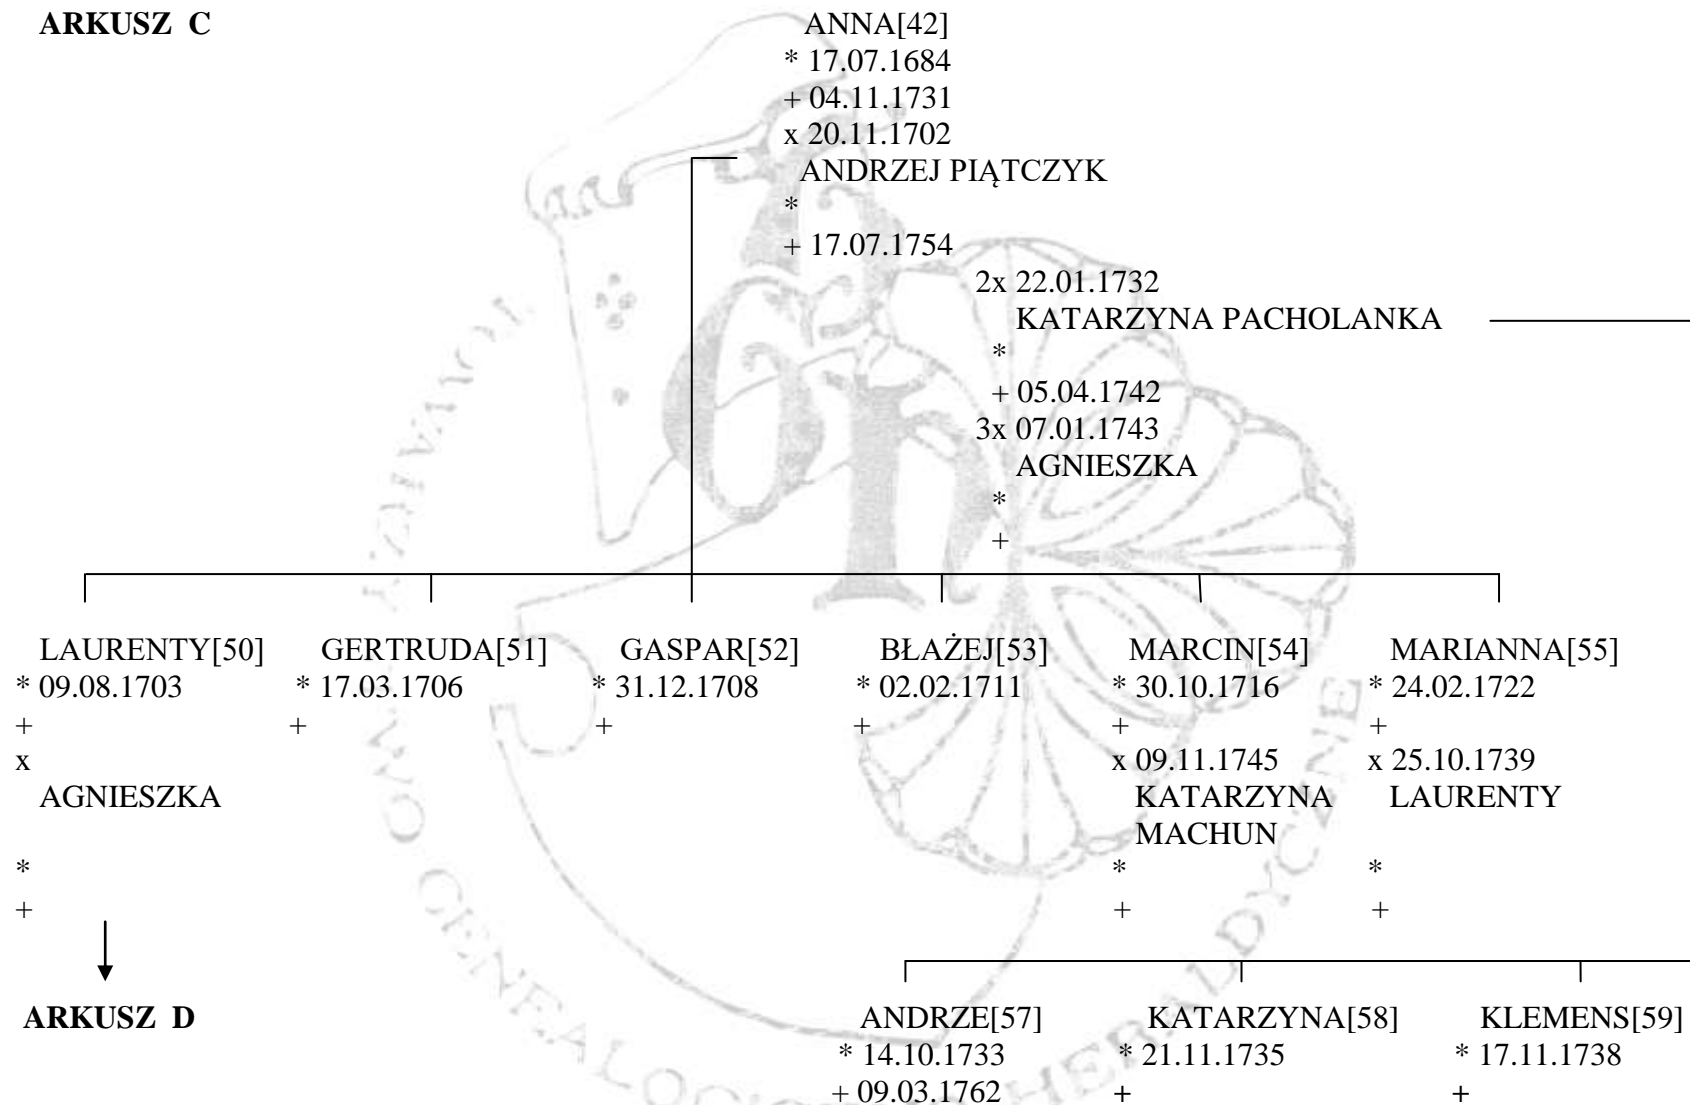 ARKUSZ C
ANNA[42]
* 17.07.1684
+ 04.11.1731
x 20.11.1702
ANDRZEJ PIĄTCZYK
*
+ 17.07.1754
2x 22.01.1732
KATARZYNA PACHOLANKA
*
+ 05.04.1742
3x 07.01.1743
AGNIESZKA
*
+
LAURENTY[50] GERTRUDA[51] GASPAR[52] BŁAŻEJ[53] MARCIN[54] MARIANNA[55]
* 09.08.1703 * 17.03.1706 * 31.12.1708 * 02.02.1711 * 30.10.1716 * 24.02.1722
+ + + + + +
x x 09.11.1745 x 25.10.1739
AGNIESZKA KATARZYNA LAURENTY
MACHUN
* * *
+ + +
ARKUSZ D ANDRZE[57] KATARZYNA[58] KLEMENS[59]
* 14.10.1733 * 21.11.1735 * 17.11.1738
+ 09.03.1762 + +